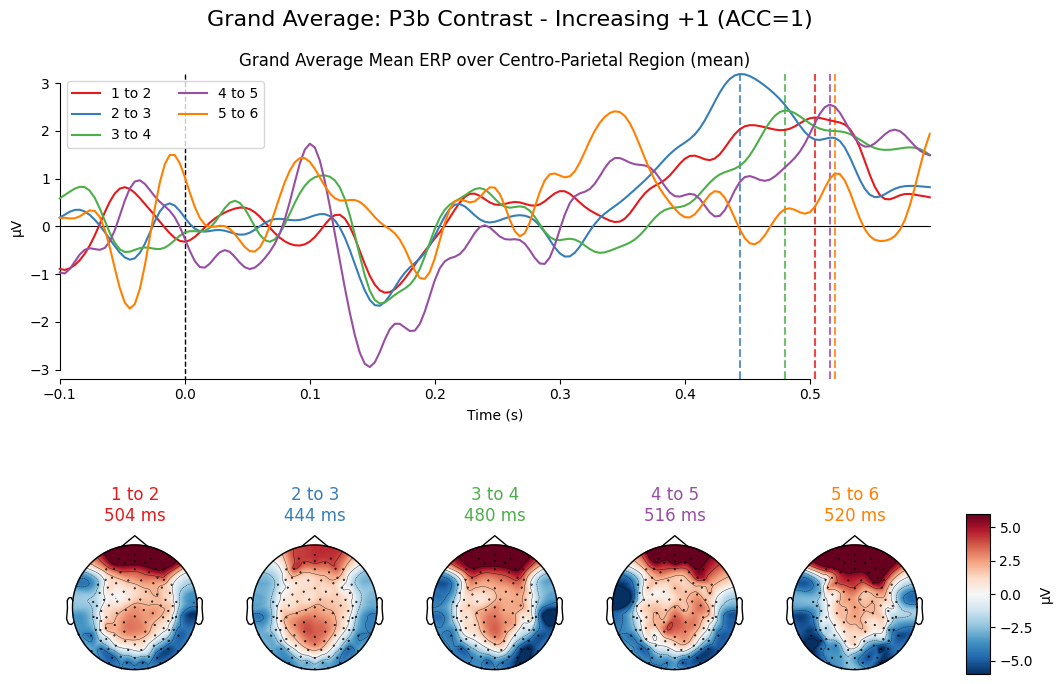 Grand Average: P3b Contrast - Increasing +1 (ACC=1)
Grand Average Mean ERP over Centro-Parietal Region (mean)
1 to 2
2 to 3
3 to 4
4 to 5
5 to 6
µV
3
2
1
0
−1
−2
−3
−0.1 0.0 0.1 0.2 0.3 0.4 0.5
Time (s)
1 to 2
504 ms
2 to 3
444 ms
3 to 4
480 ms
4 to 5
516 ms
5 to 6
520 ms
5.0
2.5
0.0
−2.5
−5.0
µV